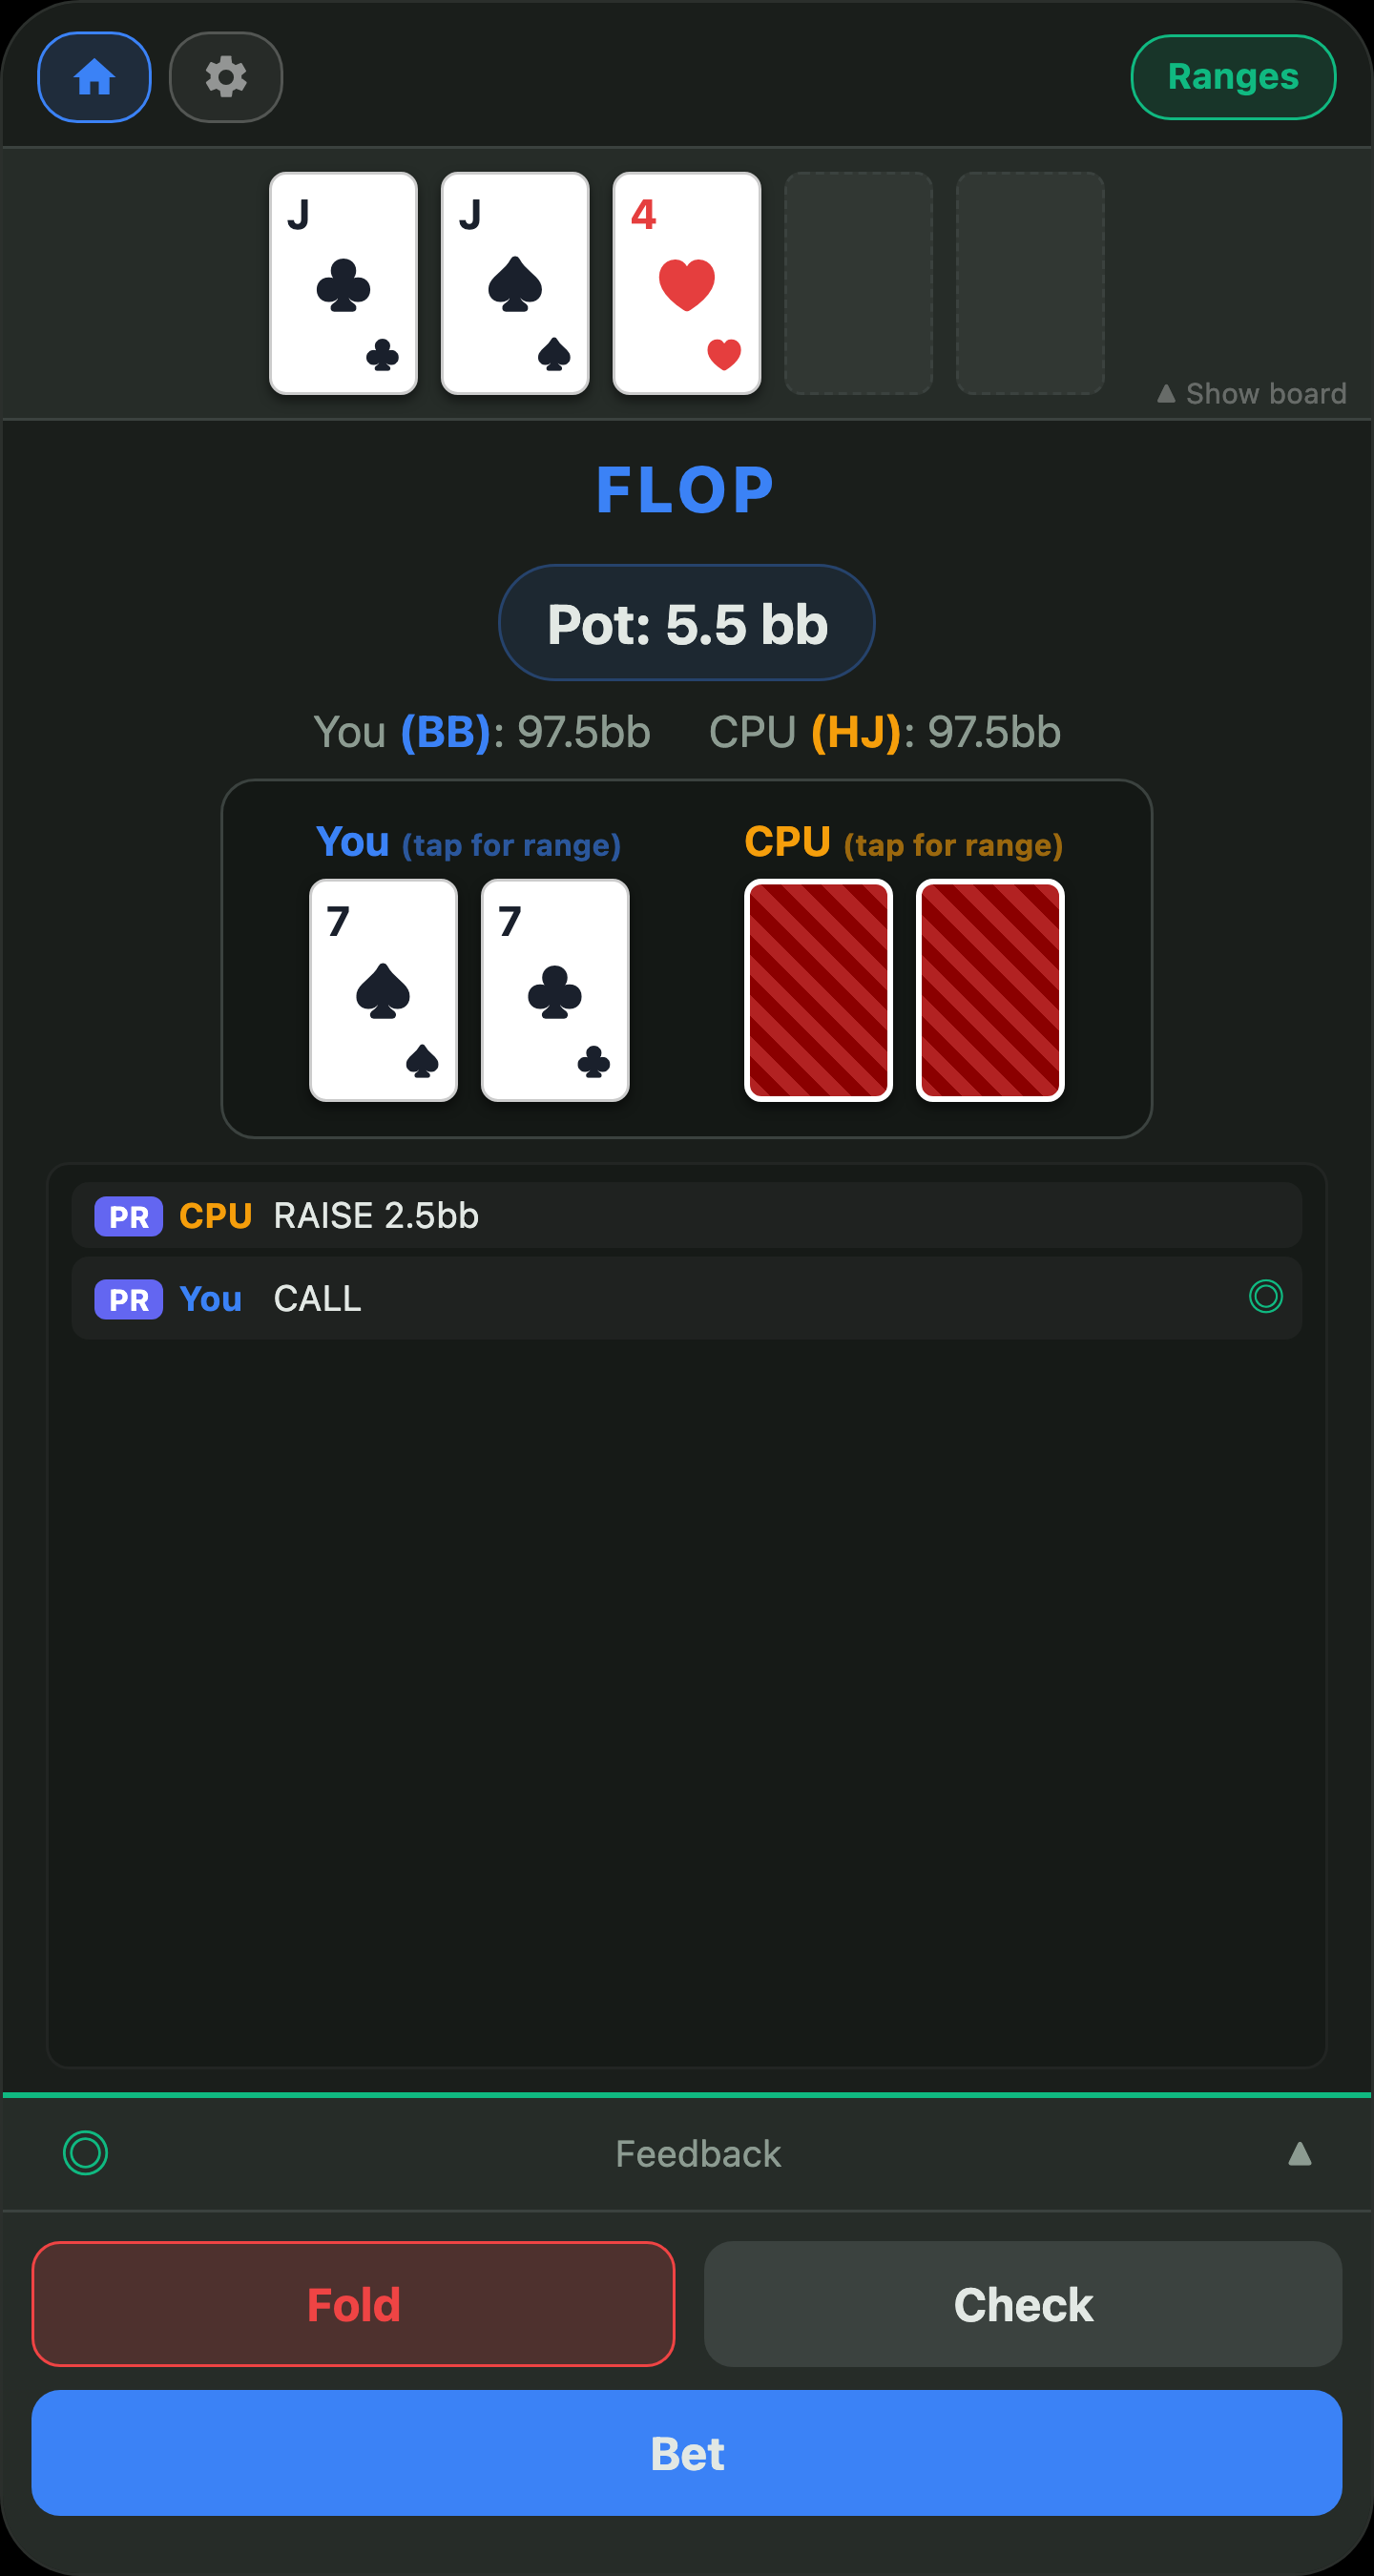 Ranges
J J 4
▲ Show board
FLOP
Pot: 5.5 bb
You (BB): 97.5bb CPU (HJ): 97.5bb
You (tap for range) CPU (tap for range)
7 7
PR CPU RAISE 2.5bb
PR You CALL
Feedback ▲
Fold Check
Bet